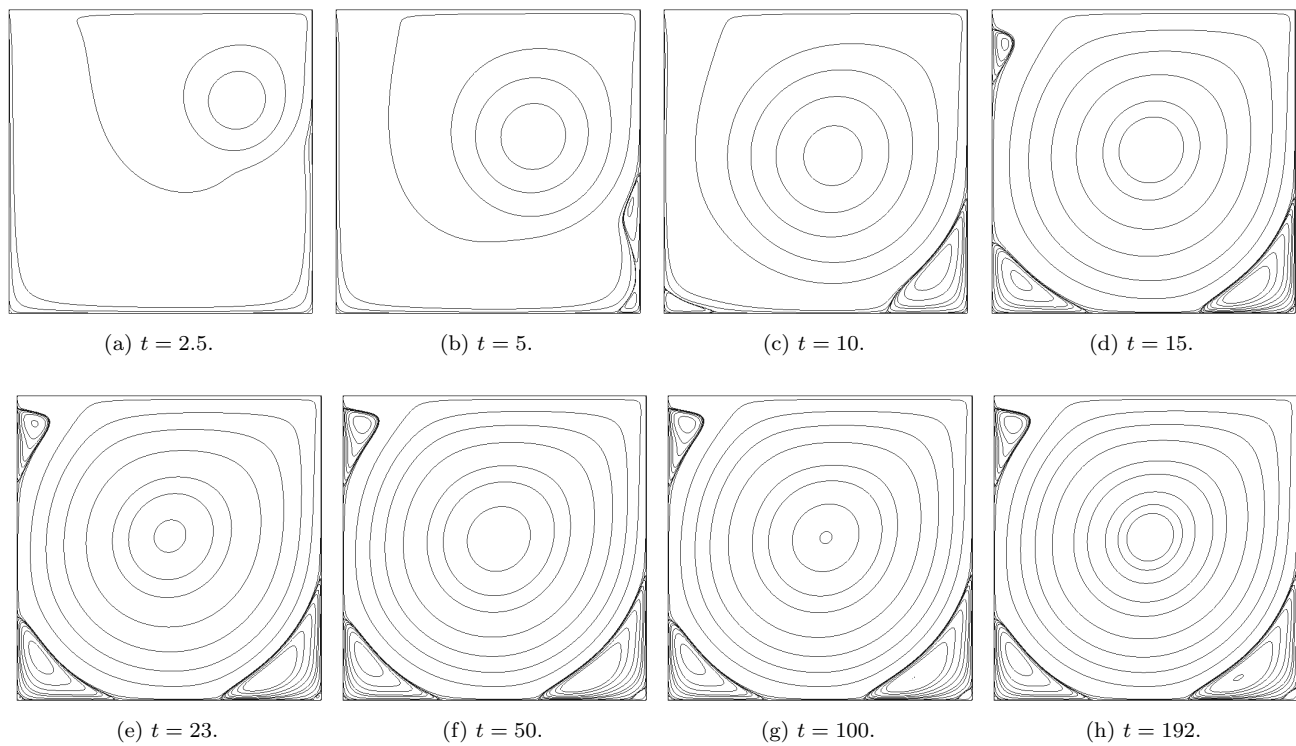 (a) t = 2.5.
(b) t = 5.
(c) t = 10.
(d) t = 15.
(e) t = 23.
(f) t = 50.
(g) t = 100.
(h) t = 192.